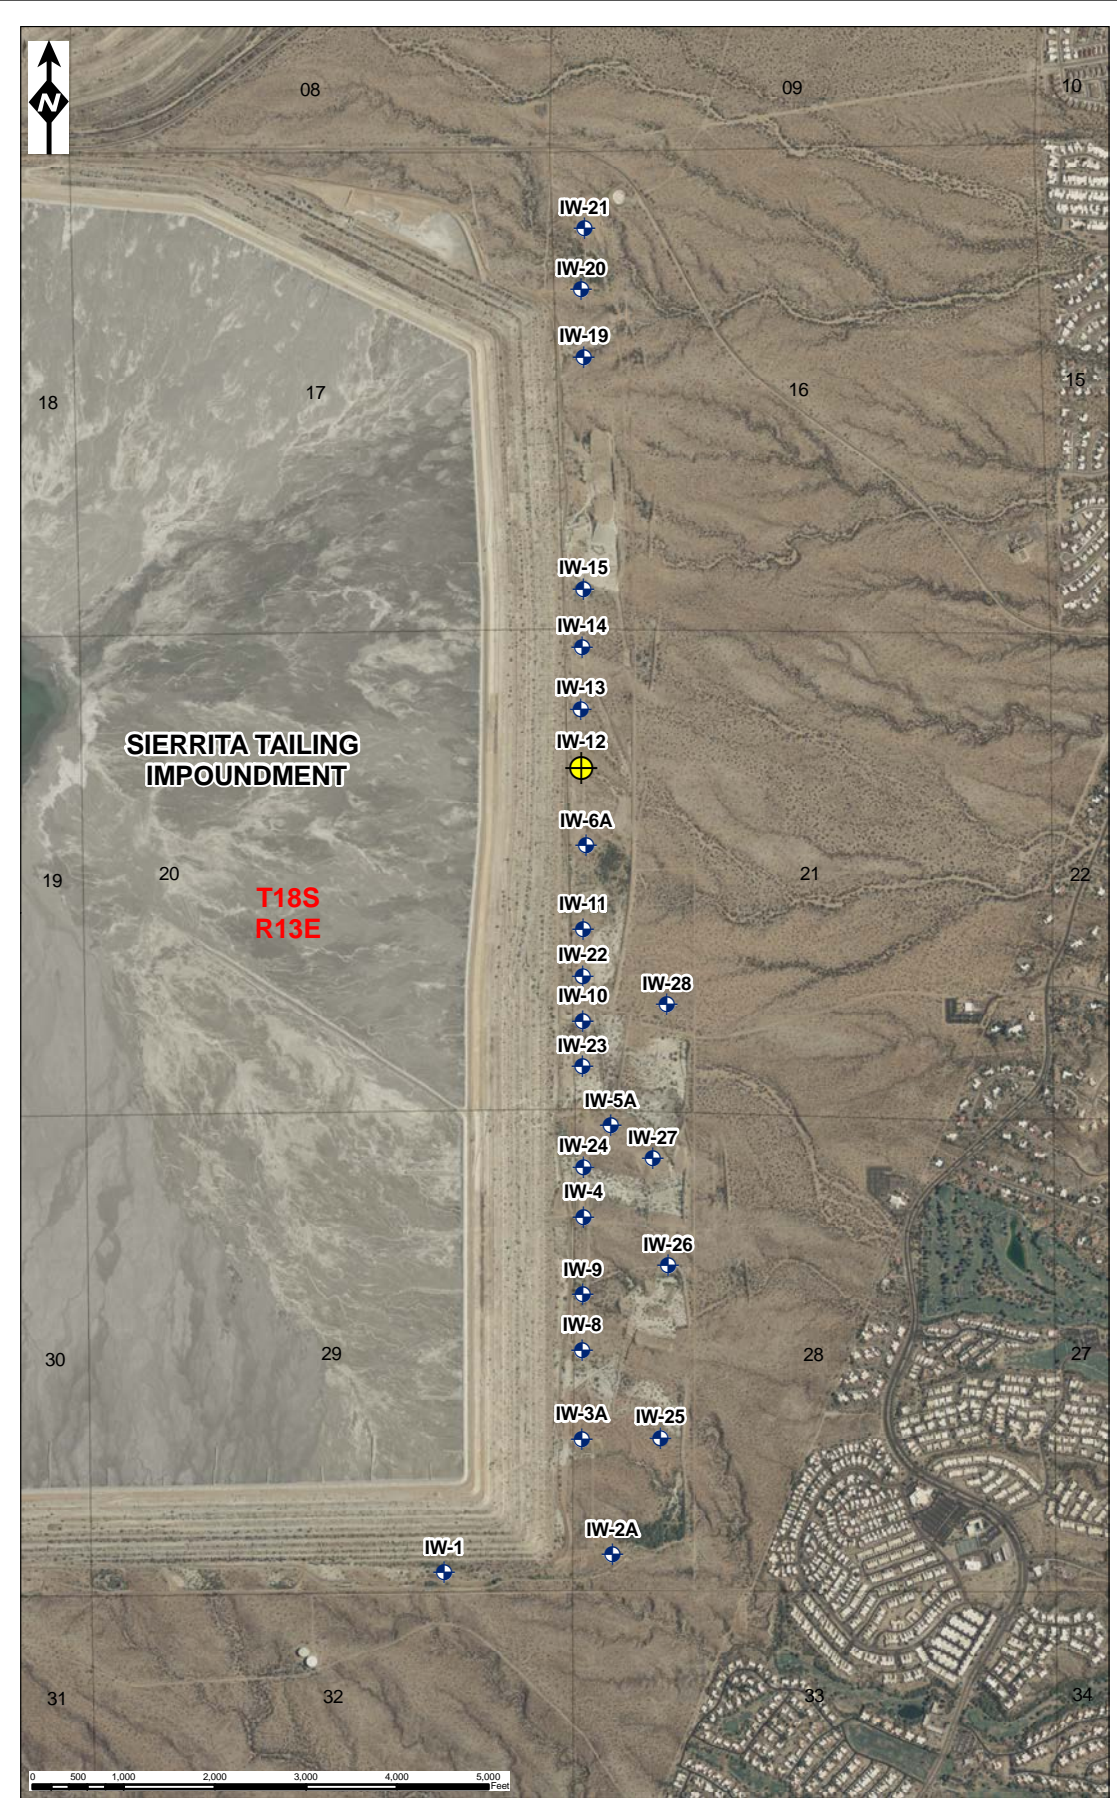 N
08
09
10
IW-21
IW-20
IW-19
18
17
16
15
IW-15
IW-14
IW-13
IW-12
SIERRITA TAILING
IMPOUNDMENT
IW-6A
19
20
T18S
R13E
21
22
IW-11
IW-22
IW-28
IW-10
IW-23
IW-5A
IW-27
IW-24
IW-4
IW-26
IW-9
IW-8
30
29
28
27
IW-3A
IW-25
IW-2A
IW-1
31
32
33
34
0 500 1,000 2,000 3,000 4,000 5,000
Feet